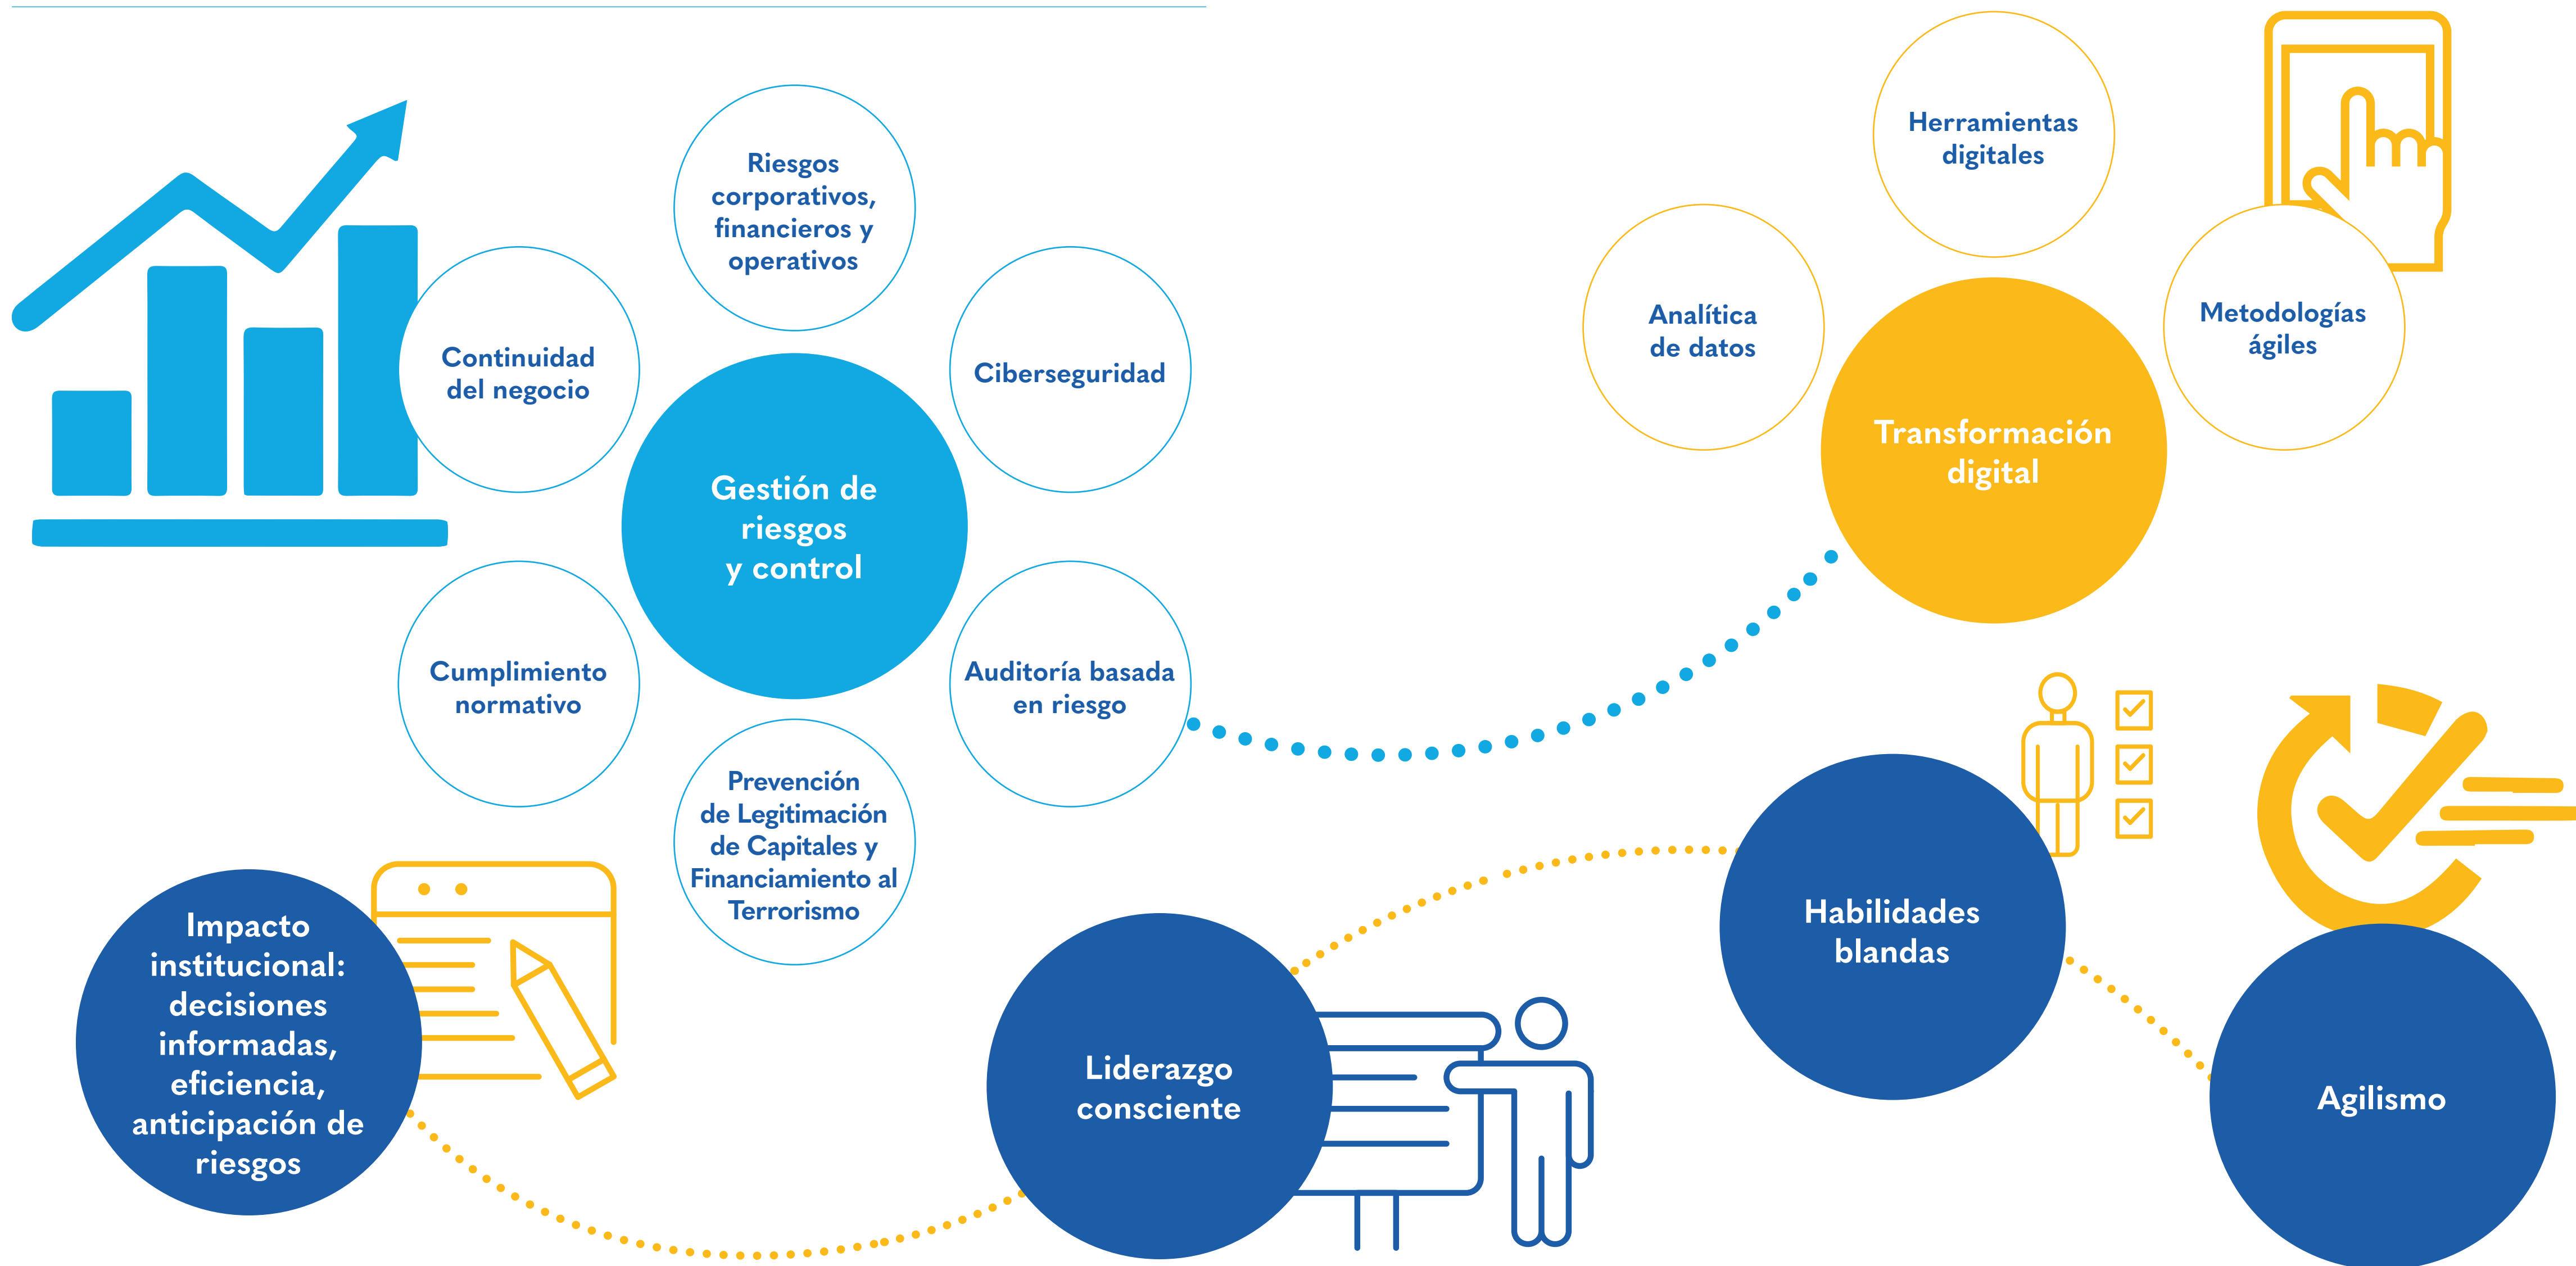 Riesgos
corporativos,
financieros y
operativos
Continuidad
del negocio
Ciberseguridad
Gestión de
riesgos
y control
Cumplimiento
normativo
Auditoría basada
en riesgo
Prevención
de Legitimación
de Capitales y
Financiamiento al
Terrorismo
Herramientas
digitales
Analítica
de datos
Metodologías
ágiles
Transformación
digital
Impacto
institucional:
decisiones
informadas,
eficiencia,
anticipación de
riesgos
Liderazgo
consciente
Habilidades
blandas
Agilismo